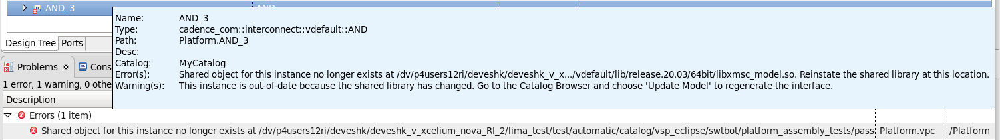 AND_3
AND
Name: AND_3
Type: cadence_com::interconnect::vdefault::AND
Path: Platform.AND_3
Desc:
Catalog: MyCatalog
Error(s): Shared object for this instance no longer exists at /dv/p4users12ri/deveshk/deveshk_v_x.../vdefault/lib/release.20.03/64bit/libxmsc_model.so. Reinstate the shared library at this location.
Warning(s): This instance is out-of-date because the shared library has changed. Go to the Catalog Browser and choose 'Update Model' to regenerate the interface.
Design Tree Ports
Problems Cons
1 error, 1 warning, 0 othe
Description
Errors (1 item)
Shared object for this instance no longer exists at /dv/p4users12ri/deveshk/deveshk_v_xcelium_nova_RI_2/lima_test/test/automatic/catalog/vsp_eclipse/swtbot/platform_assembly_tests/pass Platform.vpc /Platform